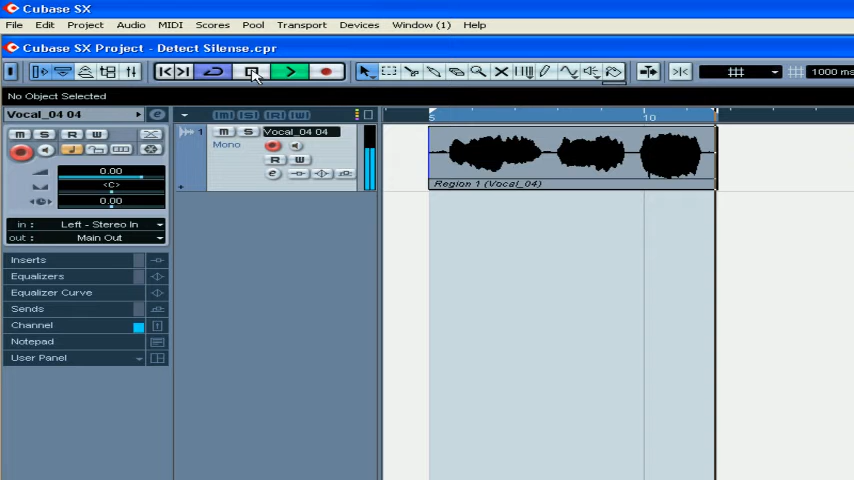 Cubase SX
File Edit Project Audio MIDI Scores Pool Transport Devices Window (1) Help
Cubase SX Project - Detect Silense.cpr
1000 ms
No Object Selected
Vocal_04 04
M S R W
0.00
<C>
0.00
in : Left - Stereo In
out : Main Out
Inserts
Equalizers
Equalizer Curve
Sends
Channel
Notepad
User Panel
1 M S Vocal_04 04
Mono
R W
e
5 10
Region 1 (Vocal_04)